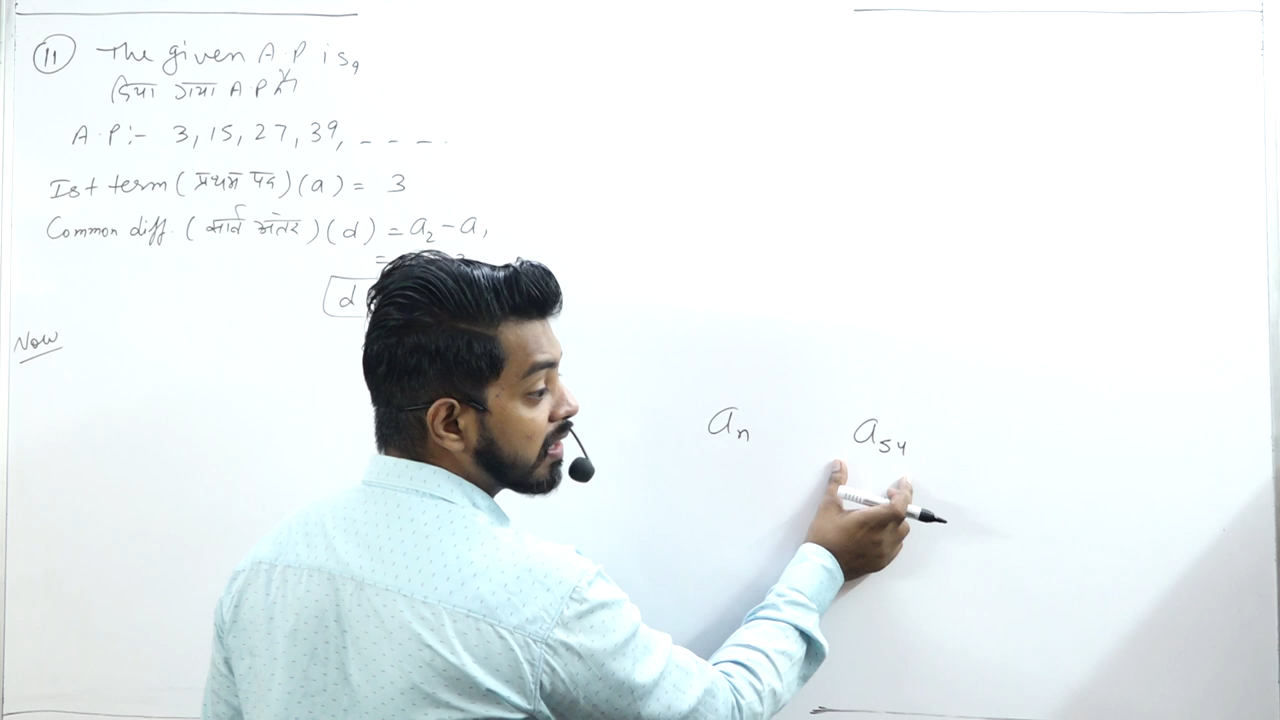 11 The given A.P is,
दिया गया A.P है
A.P:- 3, 15, 27, 39, - - - .
Ist term (प्रथम पद) (a) = 3
Common diff. (सार्व अंतर) (d) = a₂ - a₁
=
d
Now
aₙ a₅₄